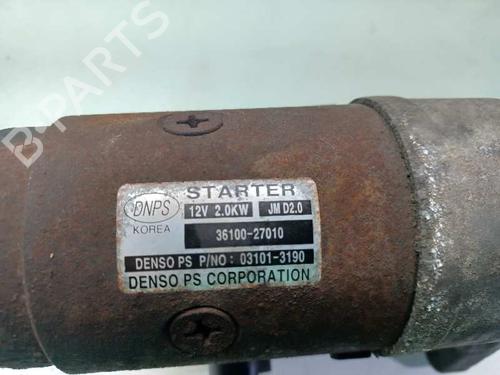 B-PARTS
STARTER
DNPS
12V 2.0KW JM D2.0
KOREA
36100-27010
DENSO PS P/NO: 03101-3190
DENSO PS CORPORATION